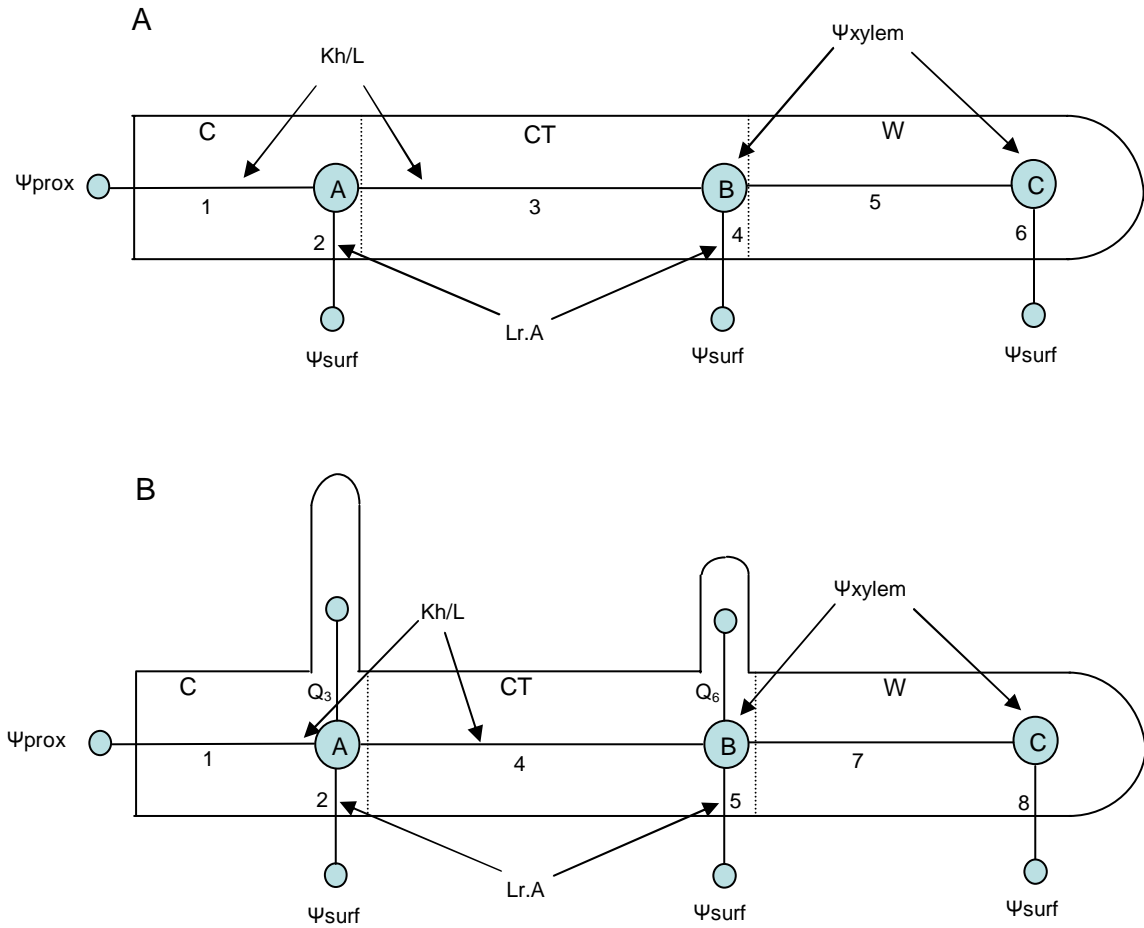 A
Kh/L
Ψxylem
C
CT
W
Ψprox
A
B
C
1
3
5
2
4
6
Lr.A
Ψsurf
Ψsurf
Ψsurf
B
Ψxylem
Kh/L
C
CT
W
Q₃
Q₆
Ψprox
A
B
C
1
4
7
2
5
8
Lr.A
Ψsurf
Ψsurf
Ψsurf